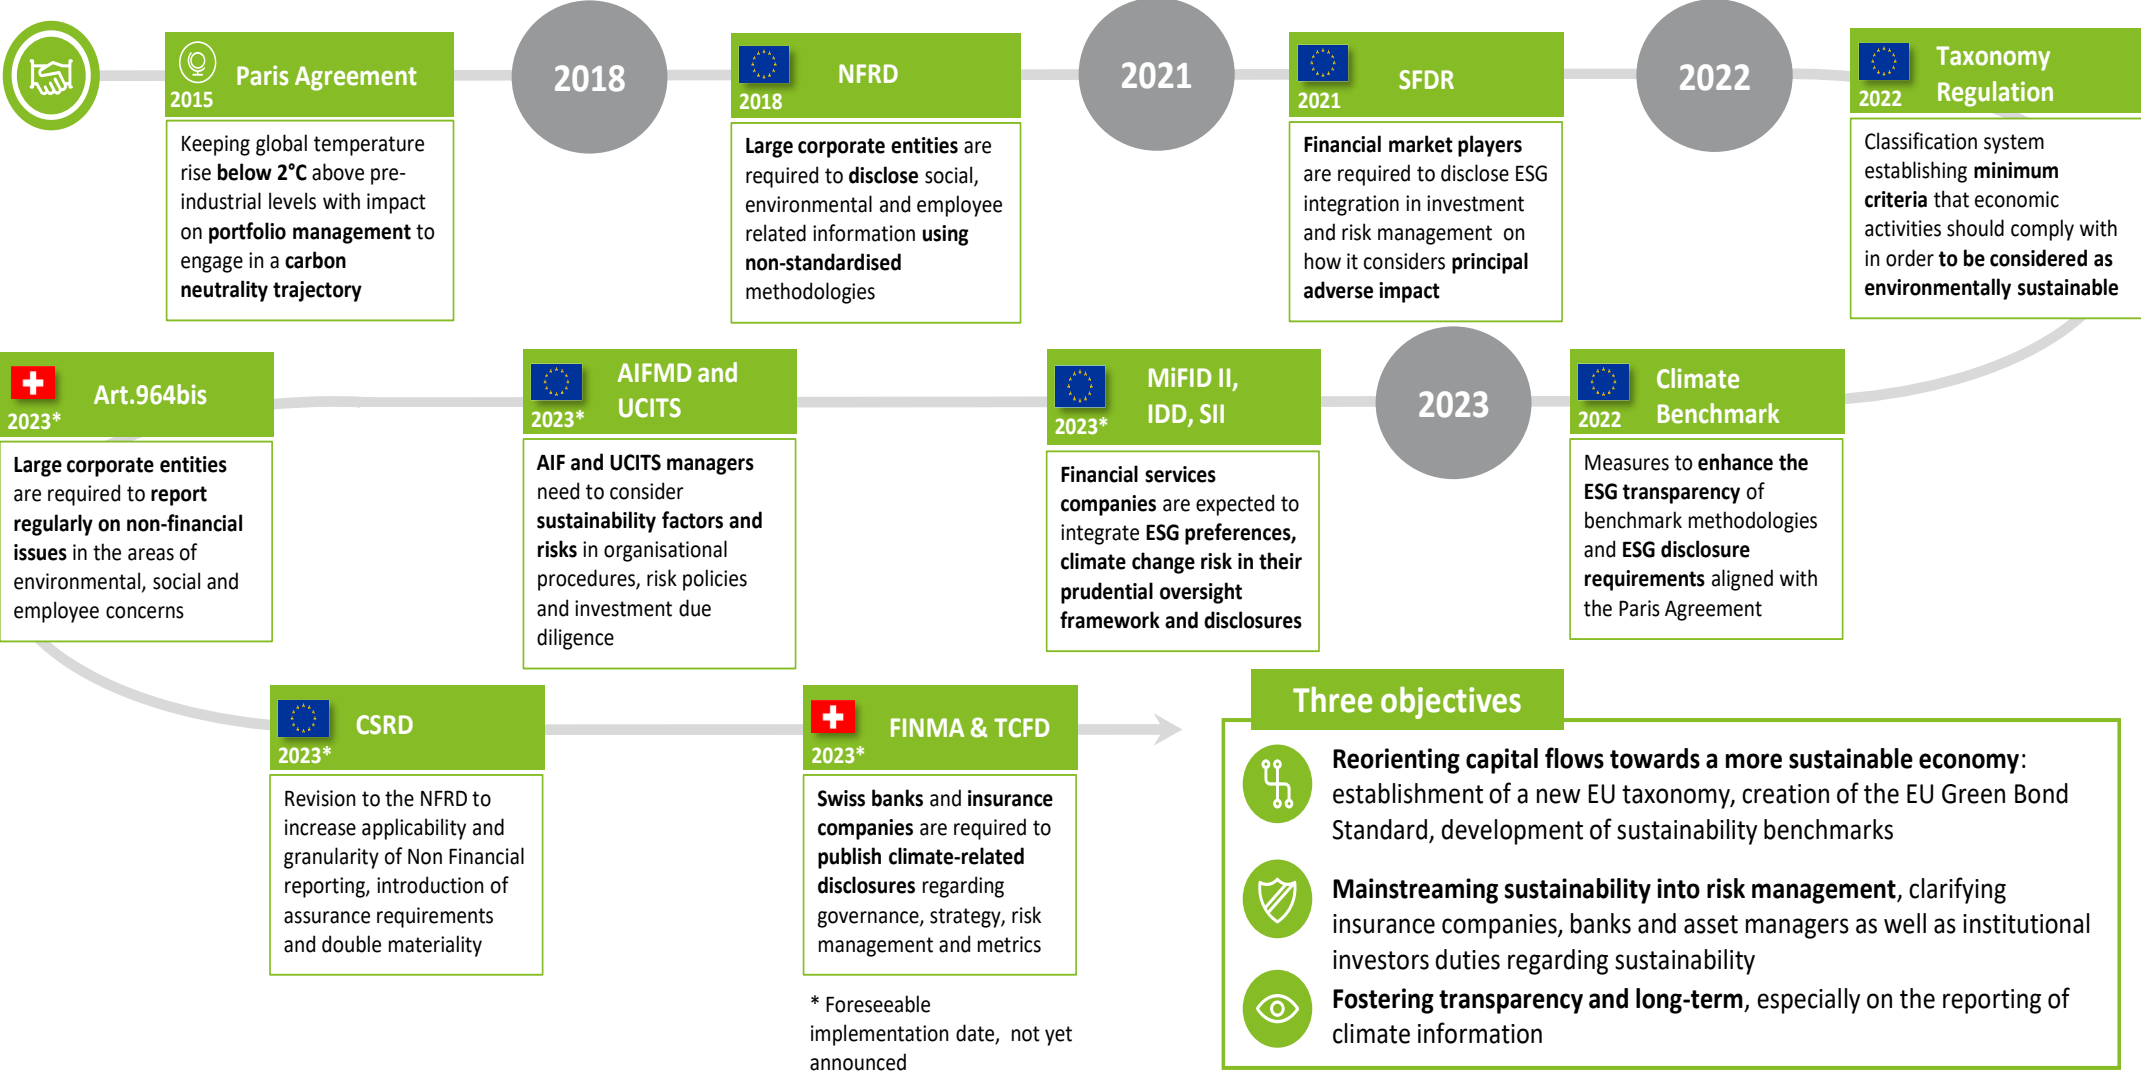 2015
Paris Agreement
Keeping global temperature
rise below 2°C above pre-
industrial levels with impact
on portfolio management to
engage in a carbon
neutrality trajectory
2018
2018
NFRD
Large corporate entities are
required to disclose social,
environmental and employee
related information using
non-standardised
methodologies
2021
2021
SFDR
Financial market players
are required to disclose ESG
integration in investment
and risk management on
how it considers principal
adverse impact
2022
2022
Taxonomy
Regulation
Classification system
establishing minimum
criteria that economic
activities should comply with
in order to be considered as
environmentally sustainable
2022
Climate
Benchmark
Measures to enhance the
ESG transparency of
benchmark methodologies
and ESG disclosure
requirements aligned with
the Paris Agreement
2023
2023*
MiFID II,
IDD, SII
Financial services
companies are expected to
integrate ESG preferences,
climate change risk in their
prudential oversight
framework and disclosures
2023*
AIFMD and
UCITS
AIF and UCITS managers
need to consider
sustainability factors and
risks in organisational
procedures, risk policies
and investment due
diligence
2023*
Art.964bis
Large corporate entities
are required to report
regularly on non-financial
issues in the areas of
environmental, social and
employee concerns
2023*
CSRD
Revision to the NFRD to
increase applicability and
granularity of Non Financial
reporting, introduction of
assurance requirements
and double materiality
2023*
FINMA & TCFD
Swiss banks and insurance
companies are required to
publish climate-related
disclosures regarding
governance, strategy, risk
management and metrics
* Foreseeable
implementation date, not yet
announced
Three objectives
Reorienting capital flows towards a more sustainable economy:
establishment of a new EU taxonomy, creation of the EU Green Bond
Standard, development of sustainability benchmarks
Mainstreaming sustainability into risk management, clarifying
insurance companies, banks and asset managers as well as institutional
investors duties regarding sustainability
Fostering transparency and long-term, especially on the reporting of
climate information